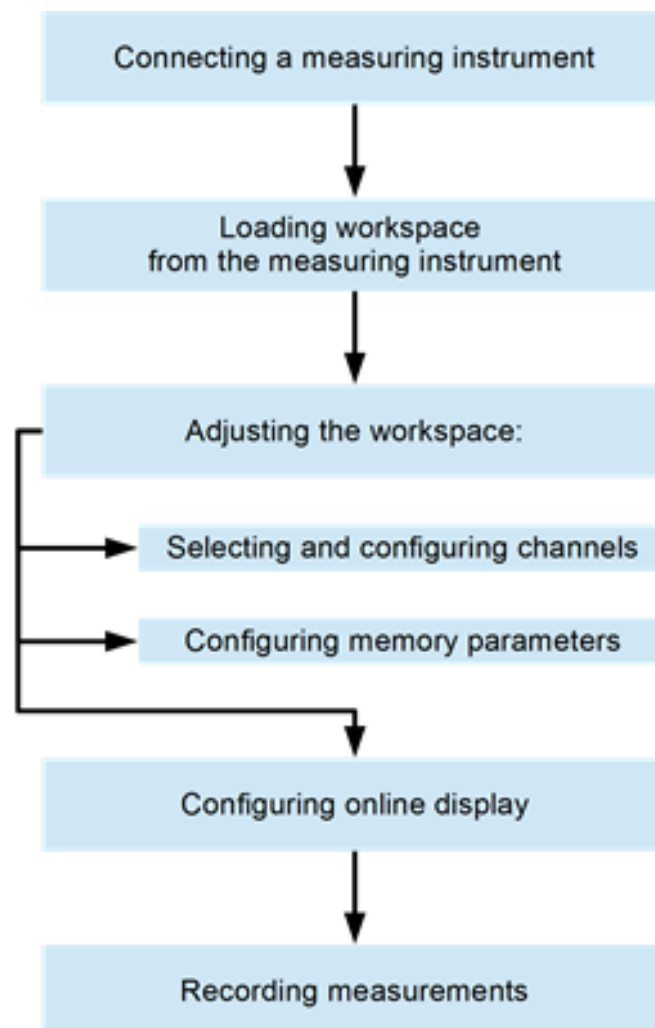 Connecting a measuring instrument
Loading workspace
from the measuring instrument
Adjusting the workspace:
Selecting and configuring channels
Configuring memory parameters
Configuring online display
Recording measurements